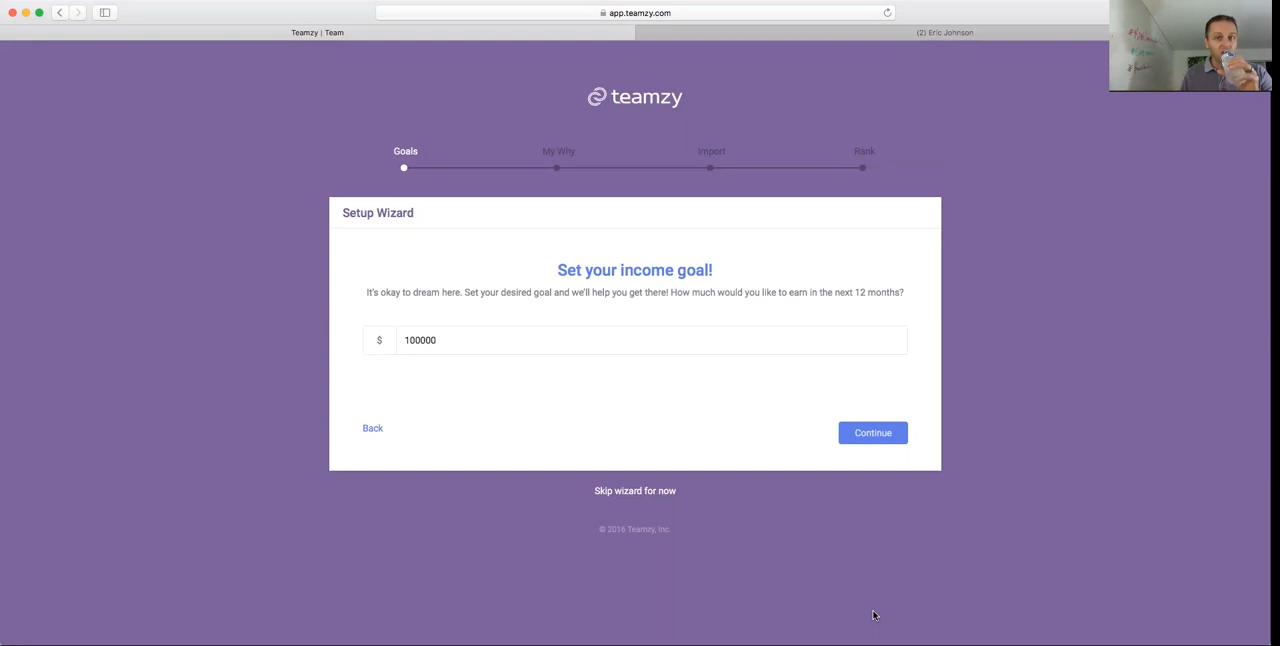 app.teamzy.com
Teamzy | Team
(2) Eric Johnson
teamzy
Goals
My Why
Import
Rank
Setup Wizard
Set your income goal!
It's okay to dream here. Set your desired goal and we'll help you get there! How much would you like to earn in the next 12 months?
$
100000
Back
Continue
Skip wizard for now
© 2016 Teamzy, Inc.